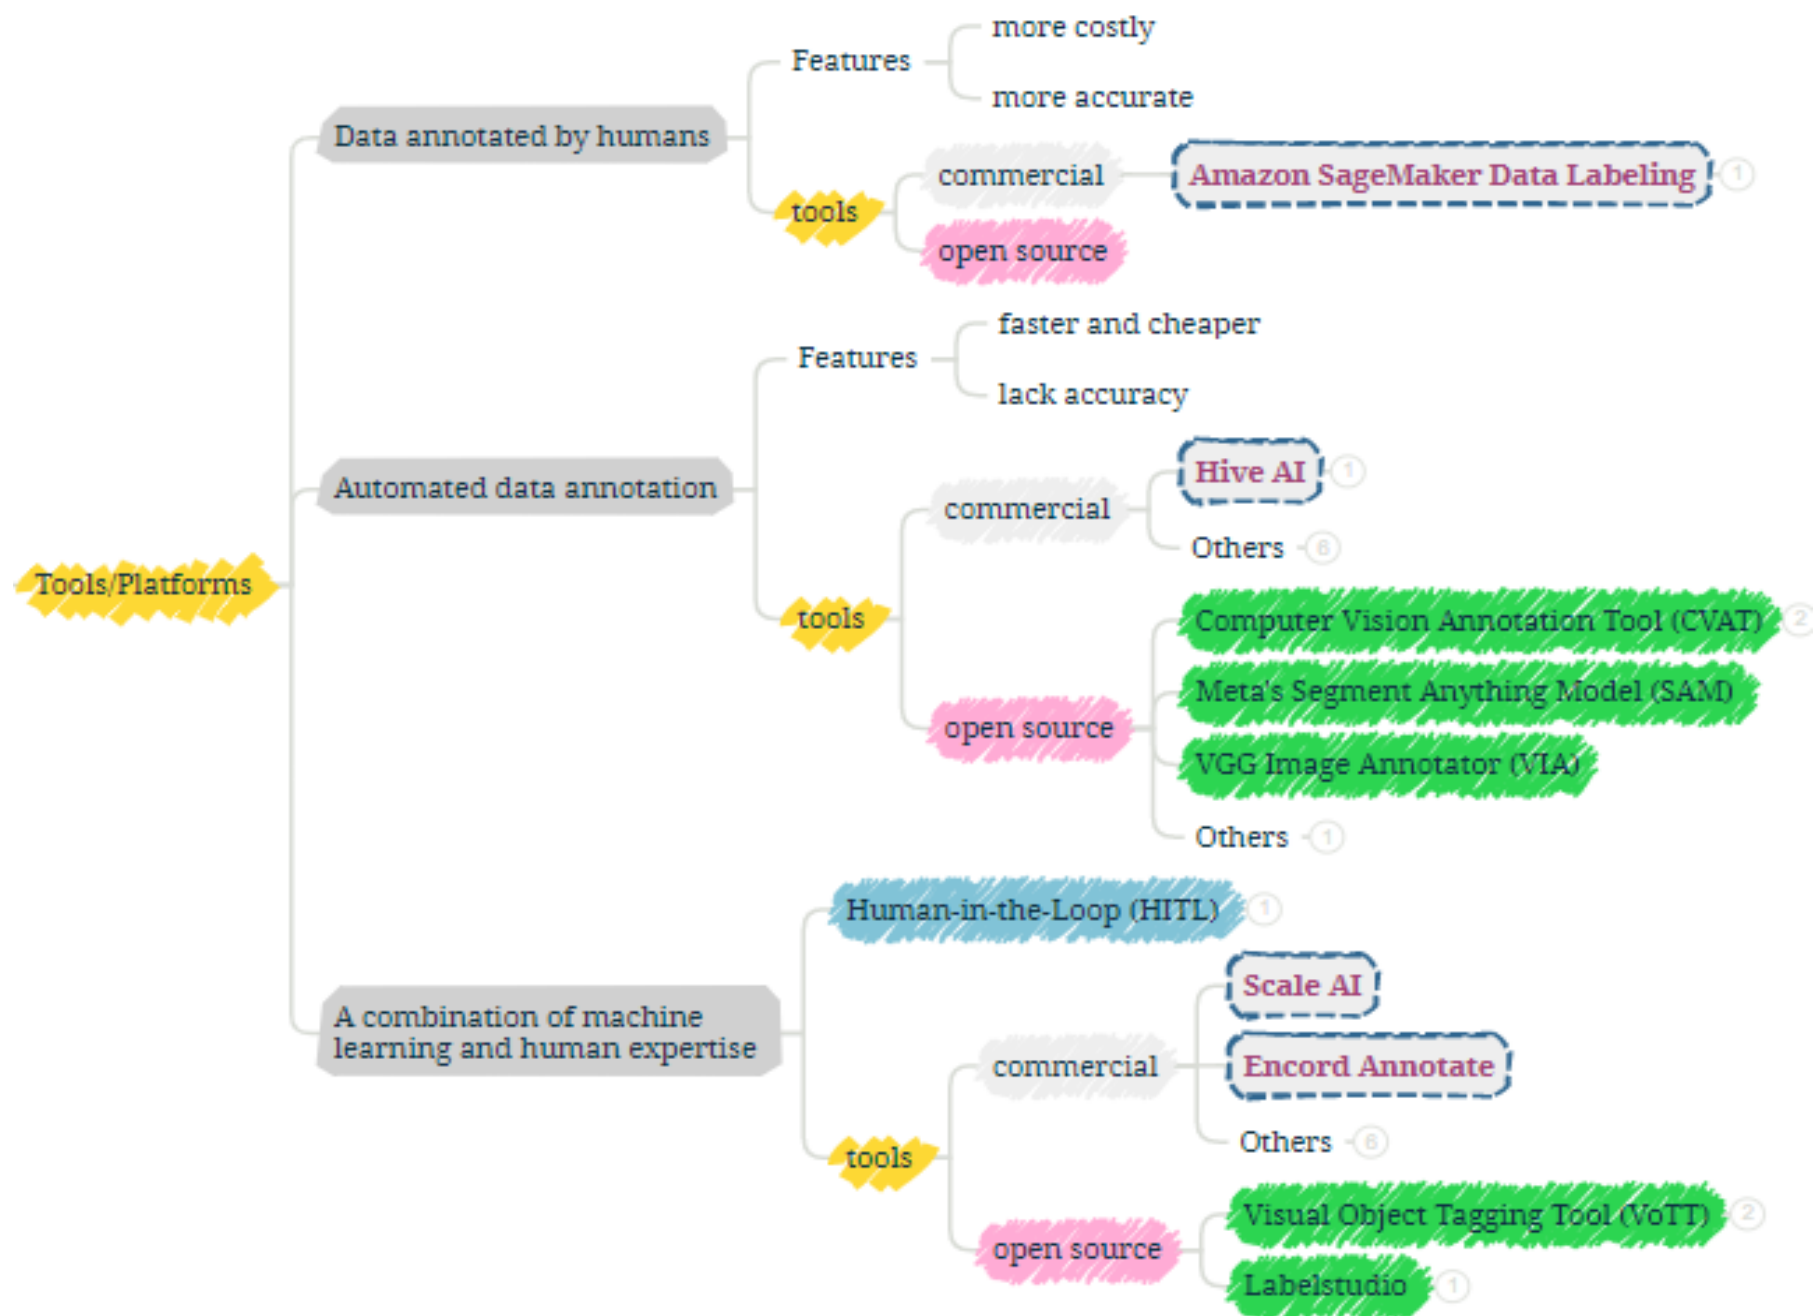 Tools/Platforms
Data annotated by humans
Features
more costly
more accurate
tools
commercial
Amazon SageMaker Data Labeling
1
open source
Automated data annotation
Features
faster and cheaper
lack accuracy
tools
commercial
Hive AI
1
Others
6
open source
Computer Vision Annotation Tool (CVAT)
2
Meta's Segment Anything Model (SAM)
VGG Image Annotator (VIA)
Others
1
A combination of machine
learning and human expertise
Human-in-the-Loop (HITL)
1
tools
commercial
Scale AI
Encord Annotate
Others
6
open source
Visual Object Tagging Tool (VoTT)
2
Labelstudio
1